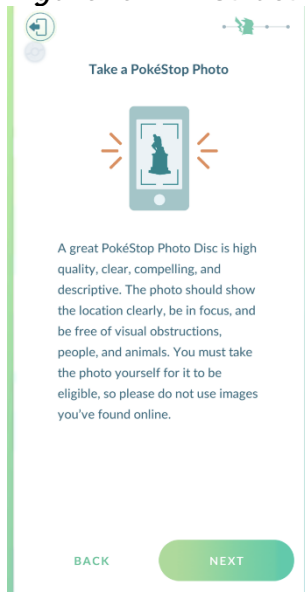 Take a PokéStop Photo
A great PokéStop Photo Disc is high
quality, clear, compelling, and
descriptive. The photo should show
the location clearly, be in focus, and
be free of visual obstructions,
people, and animals. You must take
the photo yourself for it to be
eligible, so please do not use images
you've found online.
BACK
NEXT